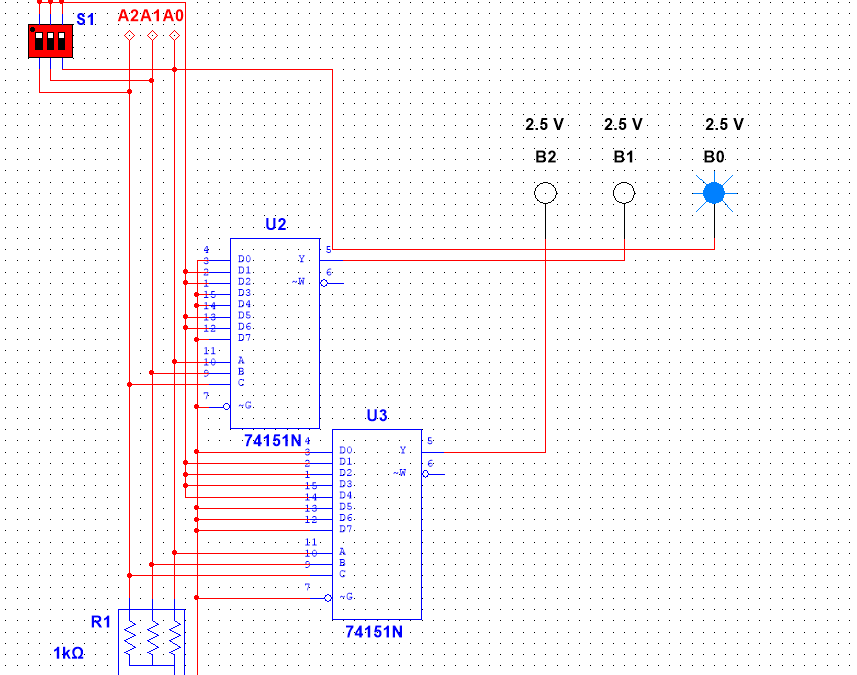 S1
A2A1A0
2.5 V 2.5 V 2.5 V
B2 B1 B0
U2
4
3 D0 Y 5
2 D1
1 D2 ~W 6
15 D3
14 D4
13 D5
12 D6
D7
11
10 A
9 B
C
7
~G
74151N
U3
4
3 D0 Y 5
2 D1
1 D2 ~W 6
15 D3
14 D4
13 D5
12 D6
D7
11
10 A
9 B
C
7
~G
74151N
R1
1kΩ